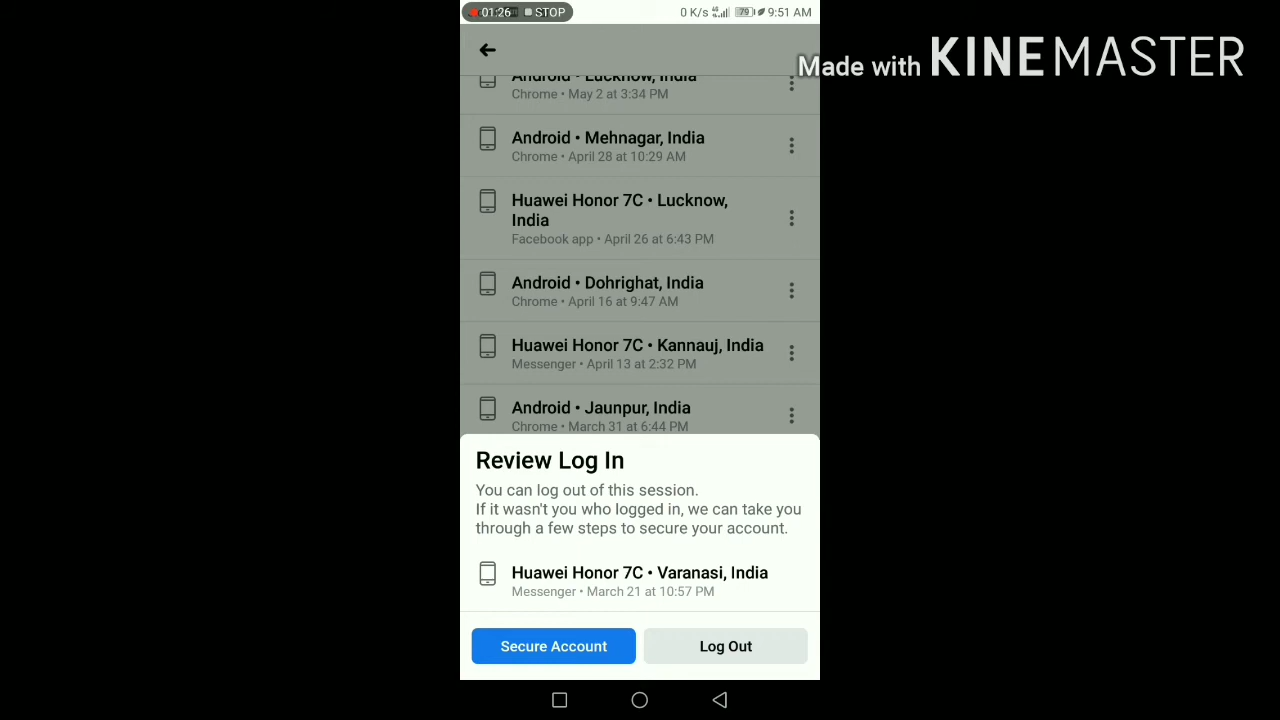 01:26 STOP
0 K/s 79 9:51 AM
Made with KINEMASTER
Android • Lucknow, India
Chrome • May 2 at 3:34 PM
Android • Mehnagar, India
Chrome • April 28 at 10:29 AM
Huawei Honor 7C • Lucknow,
India
Facebook app • April 26 at 6:43 PM
Android • Dohrighat, India
Chrome • April 16 at 9:47 AM
Huawei Honor 7C • Kannauj, India
Messenger • April 13 at 2:32 PM
Android • Jaunpur, India
Chrome • March 31 at 6:44 PM
Review Log In
You can log out of this session.
If it wasn't you who logged in, we can take you
through a few steps to secure your account.
Huawei Honor 7C • Varanasi, India
Messenger • March 21 at 10:57 PM
Secure Account
Log Out